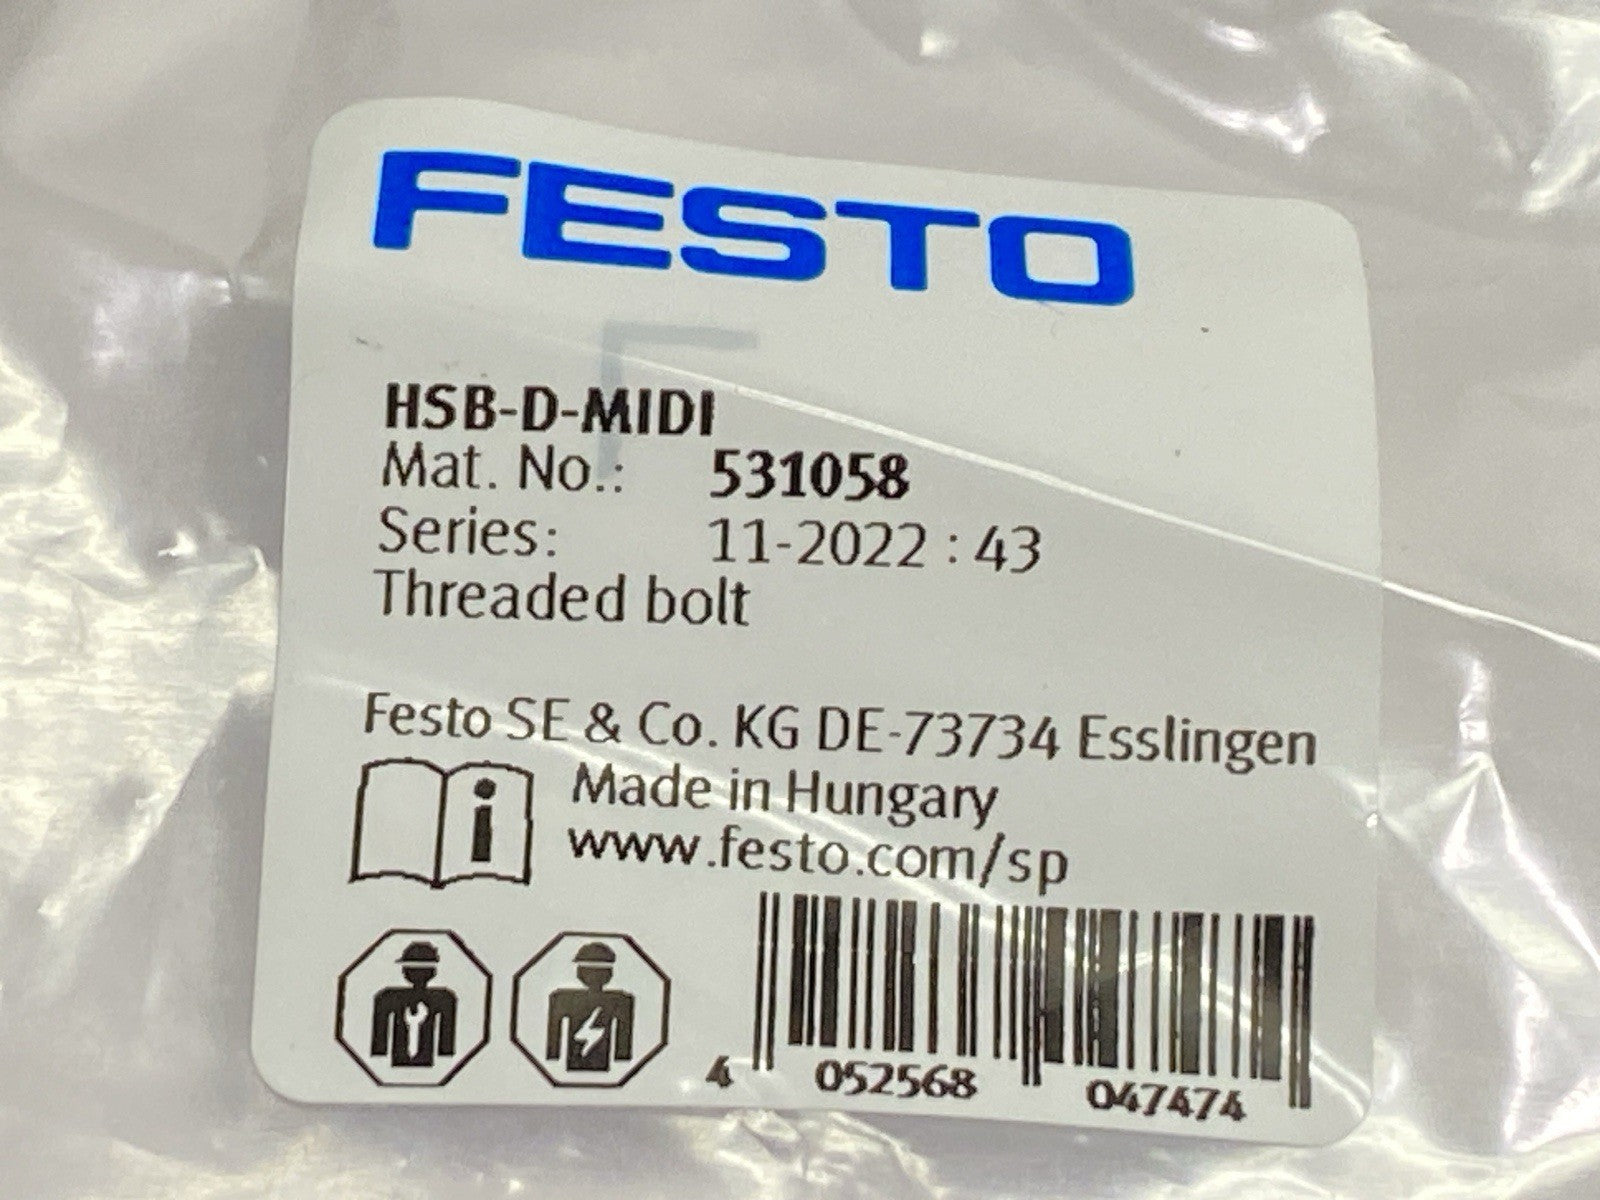 FESTO
HSB-D-MIDI
Mat. No.: 531058
Series: 11-2022 : 43
Threaded bolt
Festo SE & Co. KG DE-73734 Esslingen
i Made in Hungary
www.festo.com/sp
4 052568 047474